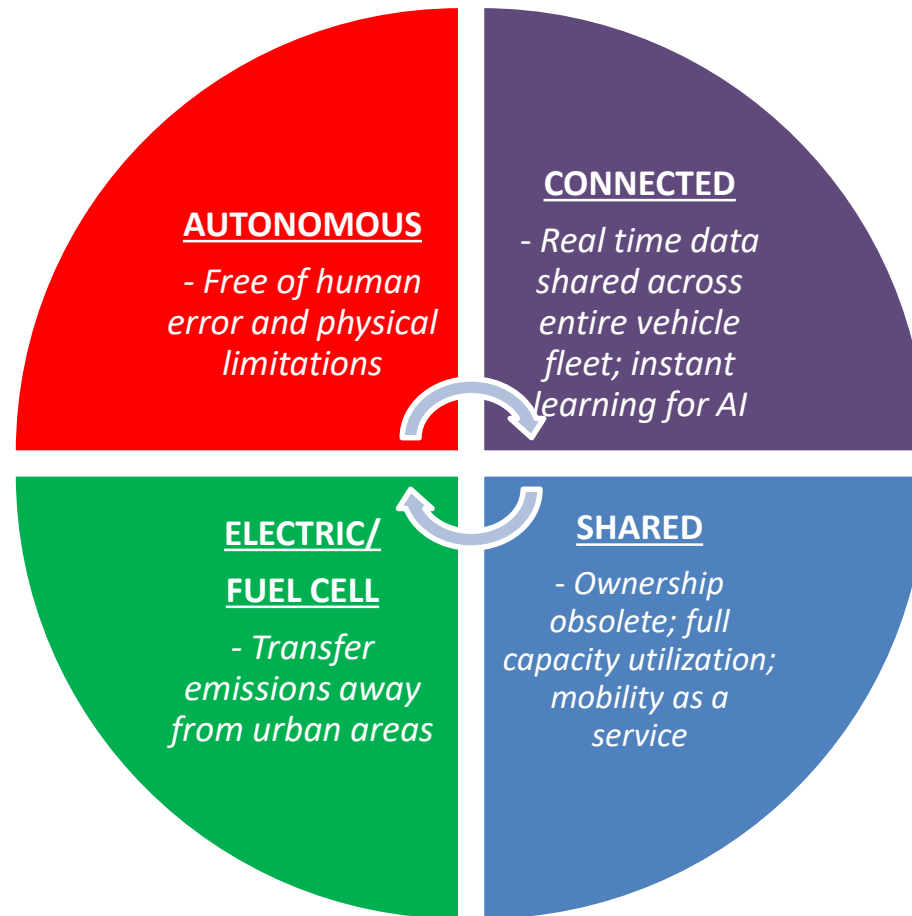 AUTONOMOUS
- Free of human
error and physical
limitations
CONNECTED
- Real time data
shared across
entire vehicle
fleet; instant
learning for AI
ELECTRIC/
FUEL CELL
- Transfer
emissions away
from urban areas
SHARED
- Ownership
obsolete; full
capacity utilization;
mobility as a
service